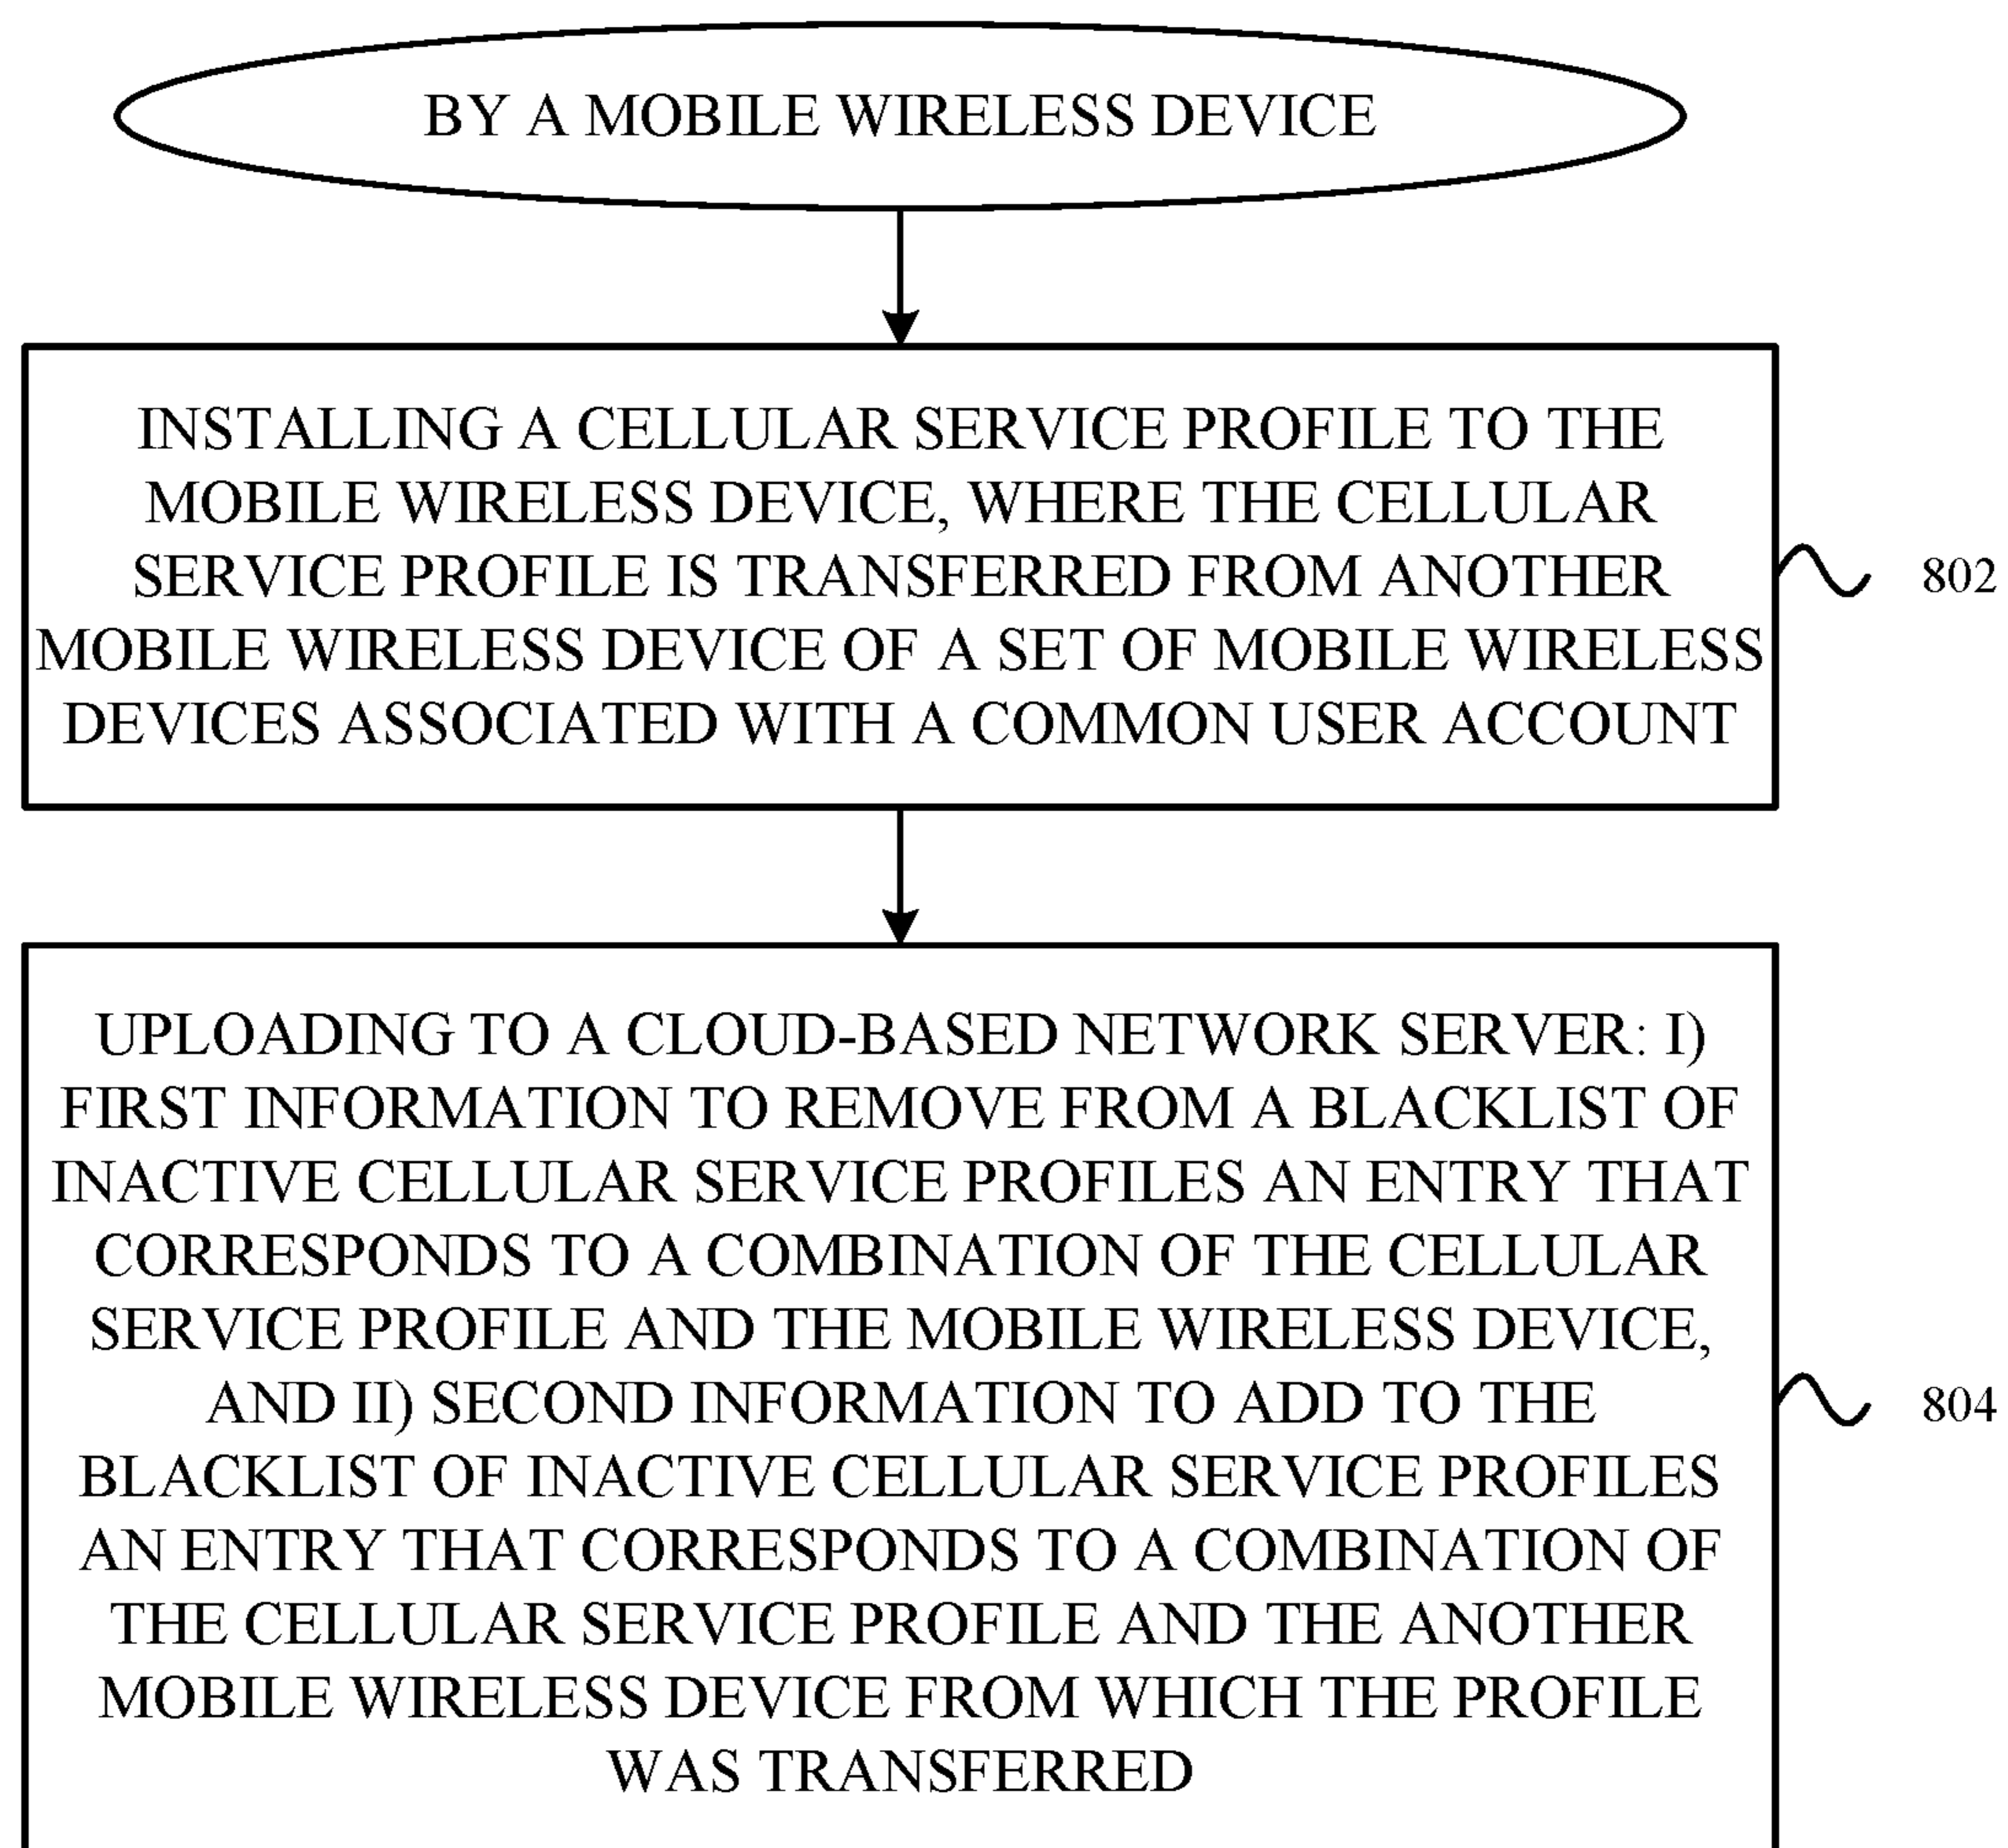 BY A MOBILE WIRELESS DEVICE
INSTALLING A CELLULAR SERVICE PROFILE TO THE
MOBILE WIRELESS DEVICE, WHERE THE CELLULAR
SERVICE PROFILE IS TRANSFERRED FROM ANOTHER
MOBILE WIRELESS DEVICE OF A SET OF MOBILE WIRELESS
DEVICES ASSOCIATED WITH A COMMON USER ACCOUNT
802
UPLOADING TO A CLOUD-BASED NETWORK SERVER: I)
FIRST INFORMATION TO REMOVE FROM A BLACKLIST OF
INACTIVE CELLULAR SERVICE PROFILES AN ENTRY THAT
CORRESPONDS TO A COMBINATION OF THE CELLULAR
SERVICE PROFILE AND THE MOBILE WIRELESS DEVICE,
AND II) SECOND INFORMATION TO ADD TO THE
BLACKLIST OF INACTIVE CELLULAR SERVICE PROFILES
AN ENTRY THAT CORRESPONDS TO A COMBINATION OF
THE CELLULAR SERVICE PROFILE AND THE ANOTHER
MOBILE WIRELESS DEVICE FROM WHICH THE PROFILE
WAS TRANSFERRED
804